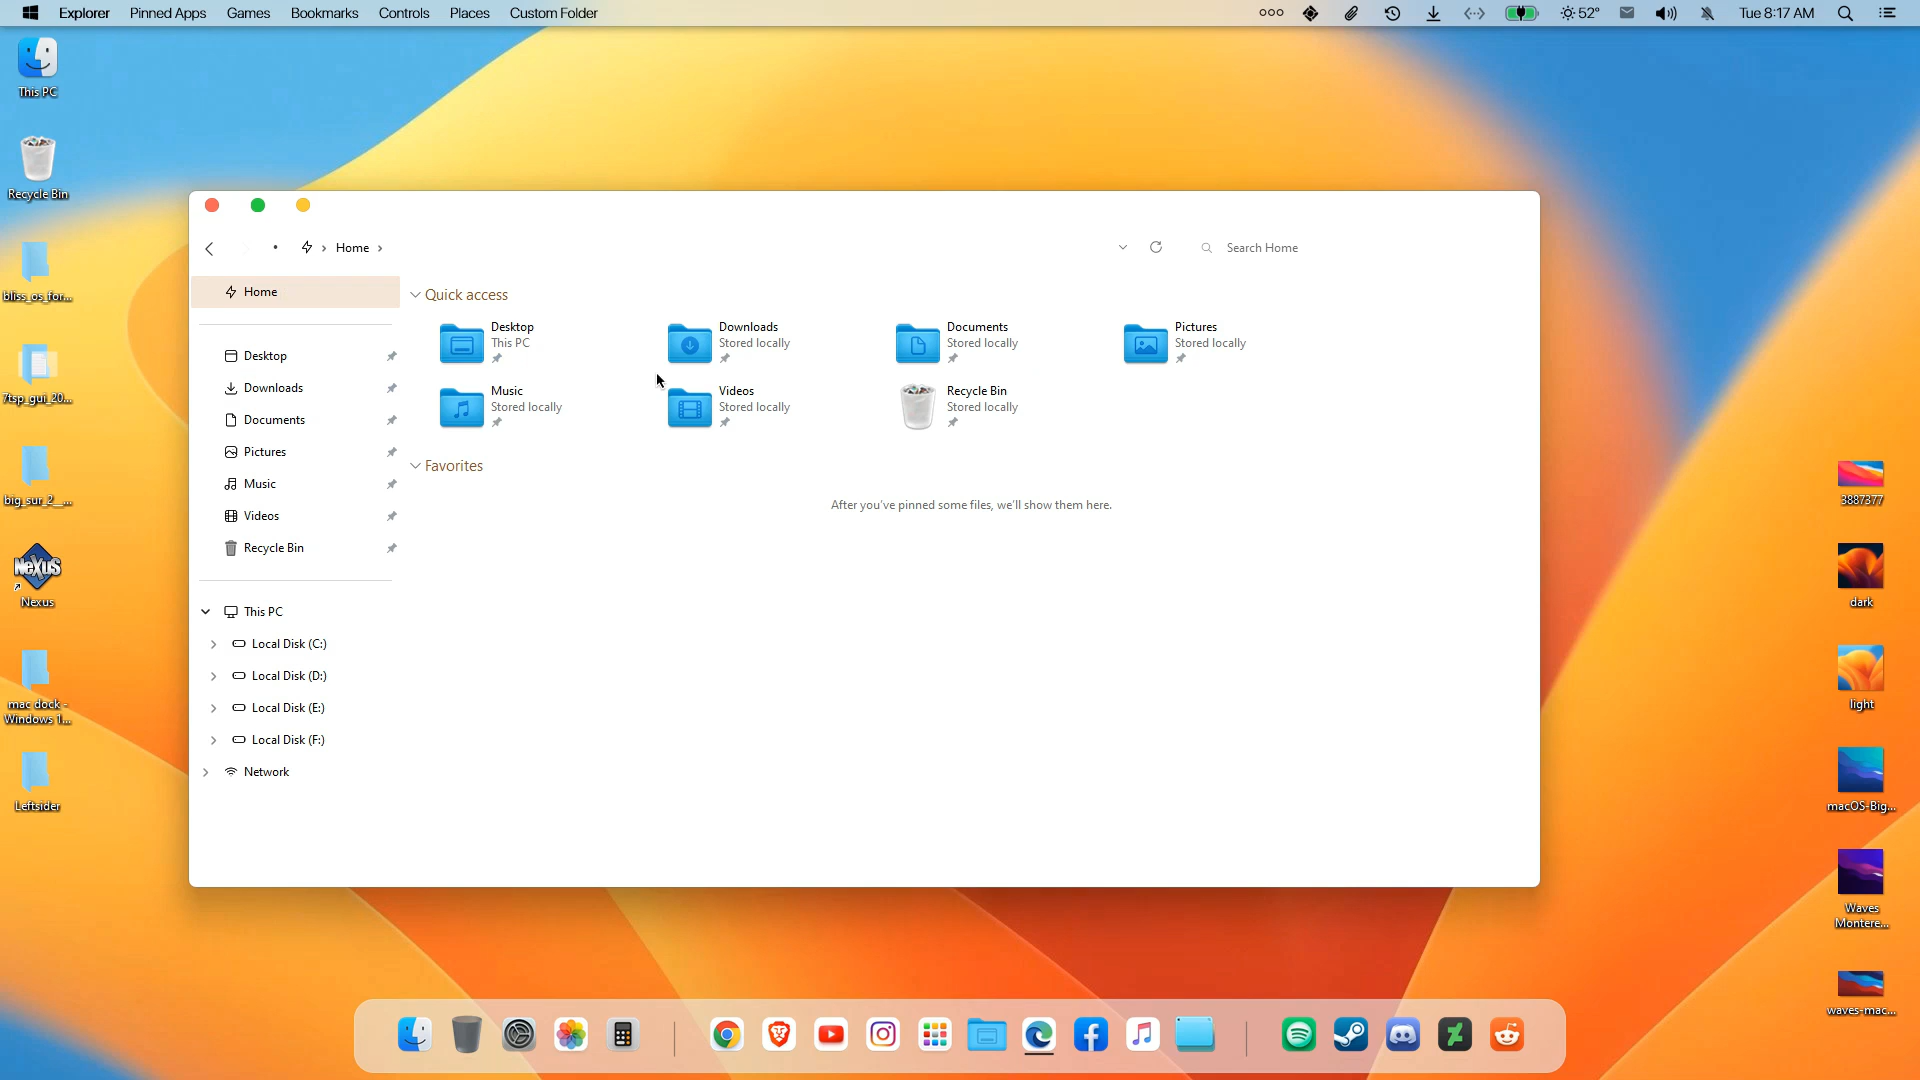 Explorer Pinned Apps Games Bookmarks Controls Places Custom Folder
52° Tue 8:17 AM
This PC
Recycle Bin
bliss_os_for...
7tsp_gui_20...
big_sur_2__...
NeXuS
Nexus
mac dock -
Windows 1...
Leftsider
Home
Search Home
Home
Desktop
Downloads
Documents
Pictures
Music
Videos
Recycle Bin
This PC
Local Disk (C:)
Local Disk (D:)
Local Disk (E:)
Local Disk (F:)
Network
Quick access
Desktop
This PC
Downloads
Stored locally
Documents
Stored locally
Pictures
Stored locally
Music
Stored locally
Videos
Stored locally
Recycle Bin
Stored locally
Favorites
After you've pinned some files, we'll show them here.
3887377
dark
light
macOS-Big...
Waves
Montere...
waves-mac...